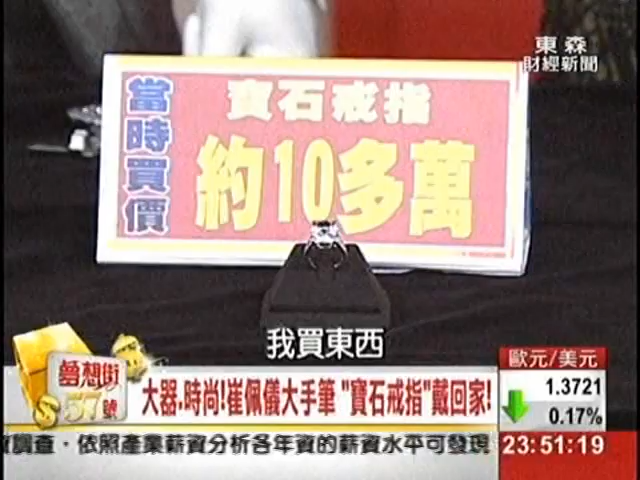 東森
財經新聞
當時買價
寶石戒指
約10多萬
我買東西
夢想街
57號
大器.時尚!崔佩儀大手筆 "寶石戒指"戴回家!
歐元/美元
1.3721
0.17%
調查・依照產業薪資分析各年資的薪資水平可發現
23:51:19